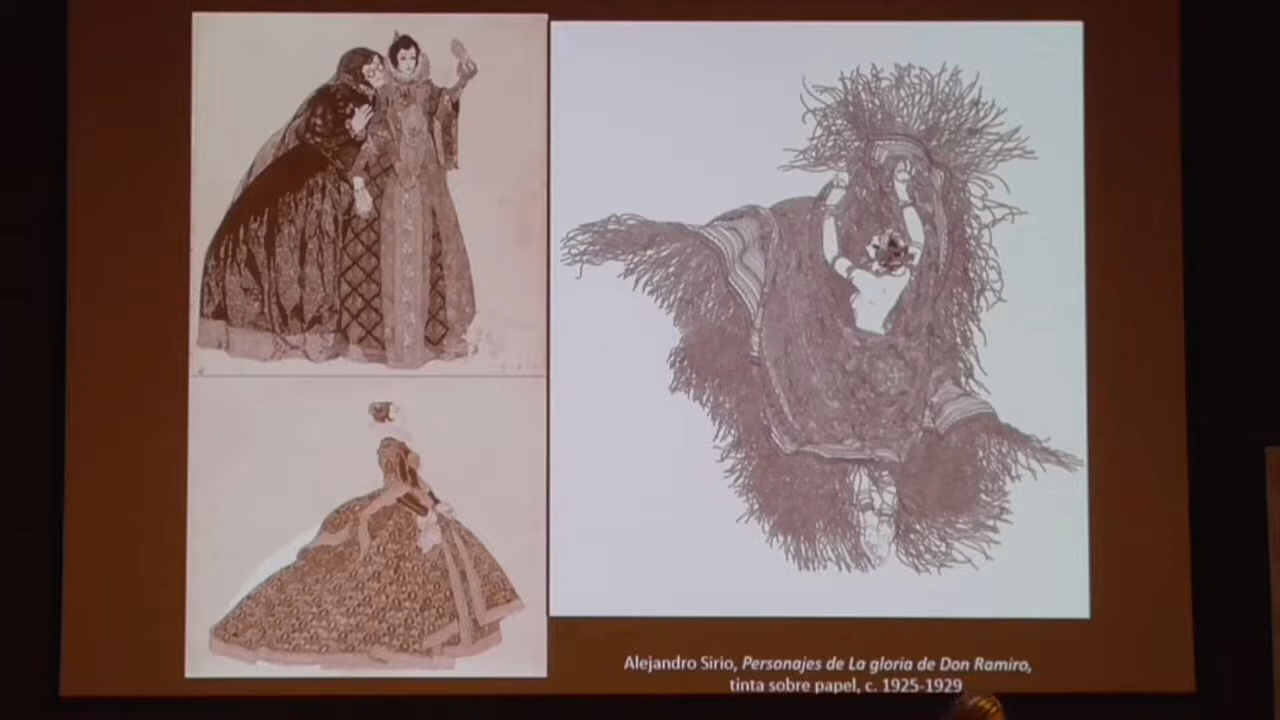 Alejandro Sirio, Personajes de La gloria de Don Ramiro,
tinta sobre papel, c. 1925-1929